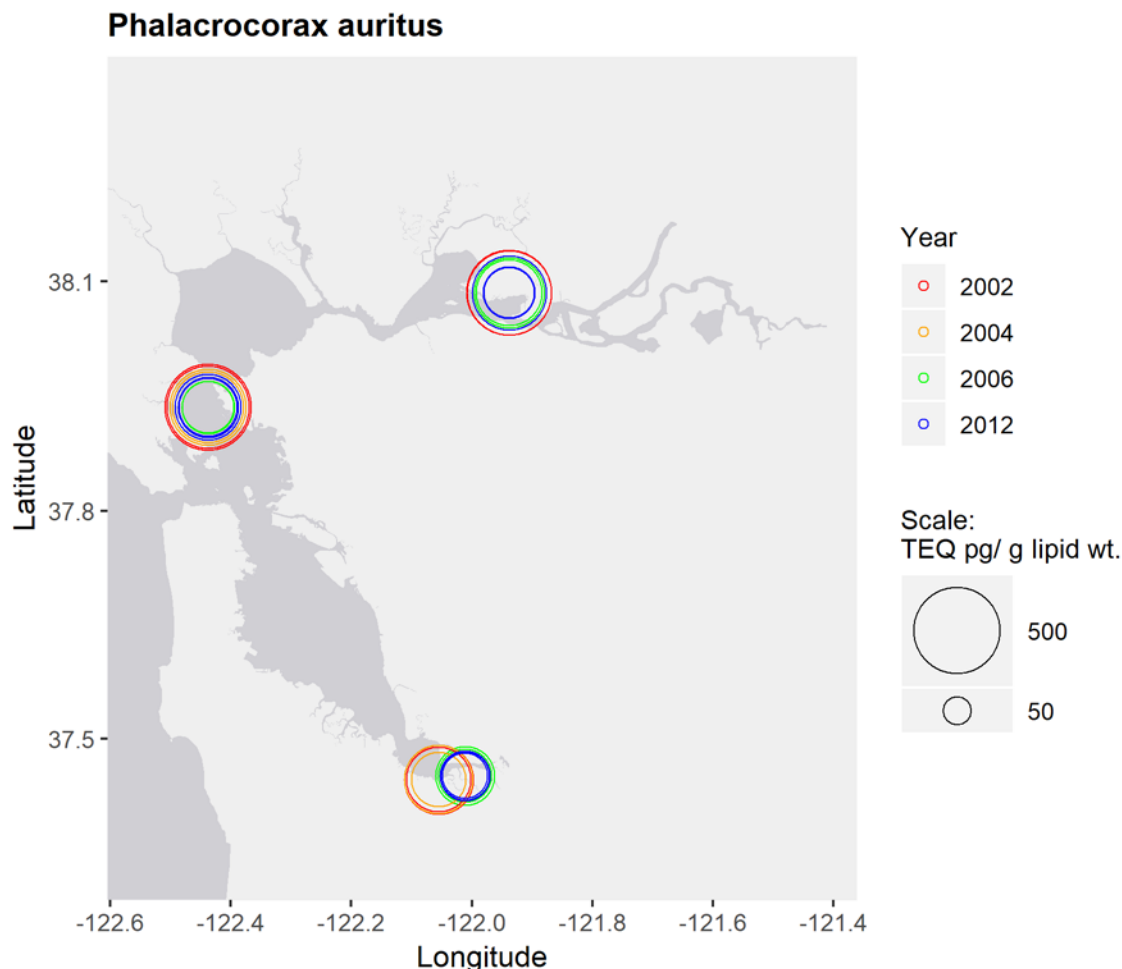 Phalacrocorax auritus
38.1
37.8
37.5
Latitude
-122.6
-122.4
-122.2
-122.0
-121.8
-121.6
-121.4
Longitude
Year
2002
2004
2006
2012
Scale:
TEQ pg/ g lipid wt.
500
50